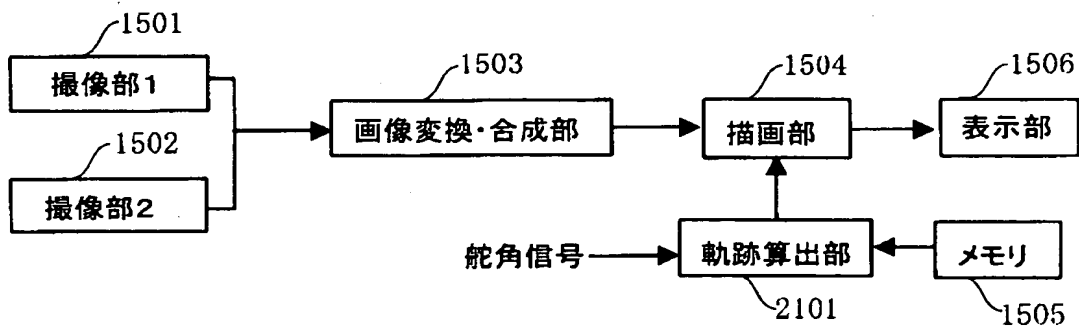 1501
撮像部1
1502
撮像部2
1503
画像変換・合成部
1504
描画部
1506
表示部
舵角信号
軌跡算出部
2101
メモリ
1505